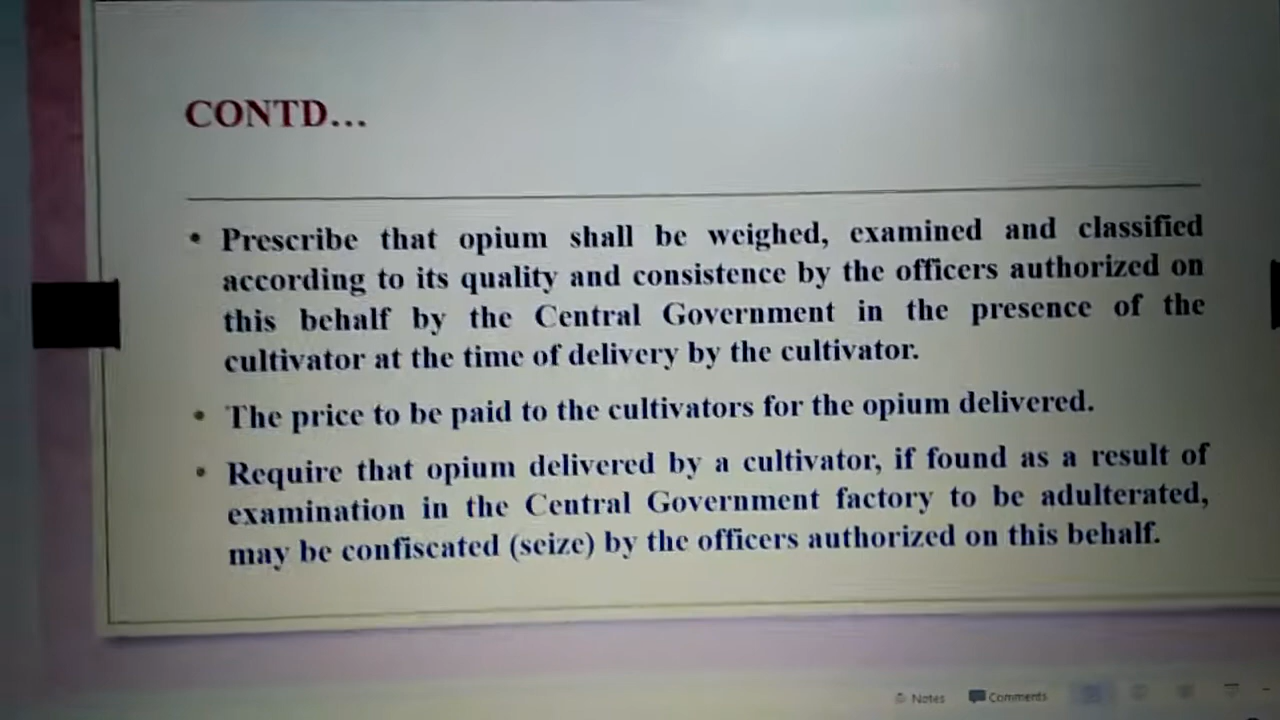 CONTD...
• Prescribe that opium shall be weighed, examined and classified
according to its quality and consistence by the officers authorized on
this behalf by the Central Government in the presence of the
cultivator at the time of delivery by the cultivator.
• The price to be paid to the cultivators for the opium delivered.
• Require that opium delivered by a cultivator, if found as a result of
examination in the Central Government factory to be adulterated,
may be confiscated (seize) by the officers authorized on this behalf.
Notes Comments